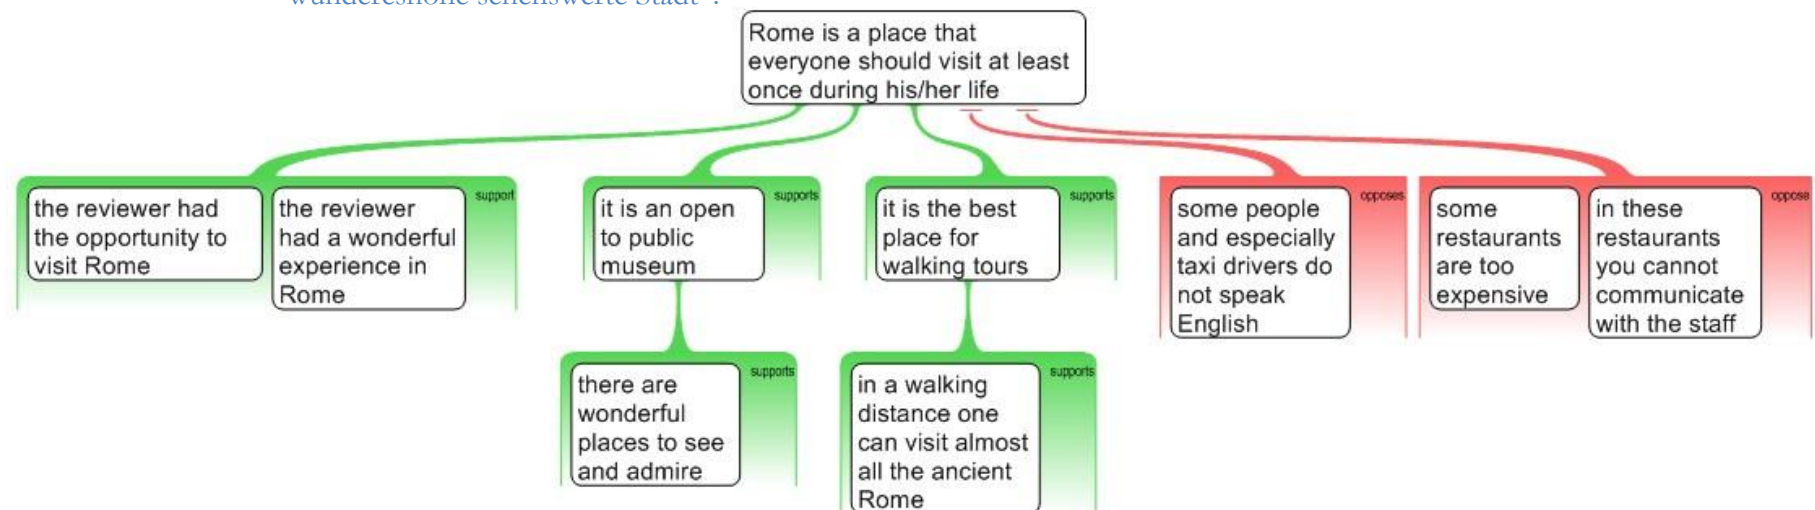 wundereshöne sehenswerte Stadt".
Rome is a place that
everyone should visit at least
once during his/her life
the reviewer had
the opportunity to
visit Rome
the reviewer
had a wonderful
experience in
Rome
support
it is an open
to public
museum
supports
it is the best
place for
walking tours
supports
some people
and especially
taxi drivers do
not speak
English
opposes
some
restaurants
are too
expensive
in these
restaurants
you cannot
communicate
with the staff
oppose
there are
wonderful
places to see
and admire
supports
in a walking
distance one
can visit almost
all the ancient
Rome
supports